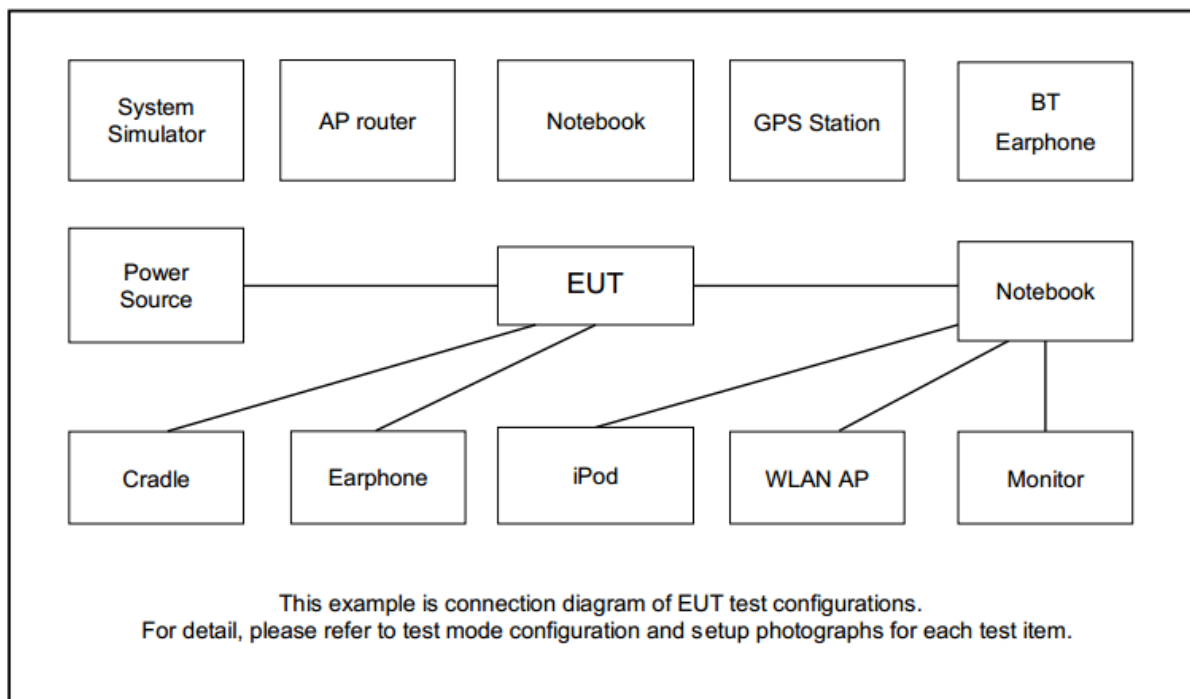 System
Simulator
AP router
Notebook
GPS Station
BT
Earphone
Power
Source
EUT
Notebook
Cradle
Earphone
iPod
WLAN AP
Monitor
This example is connection diagram of EUT test configurations.
For detail, please refer to test mode configuration and setup photographs for each test item.